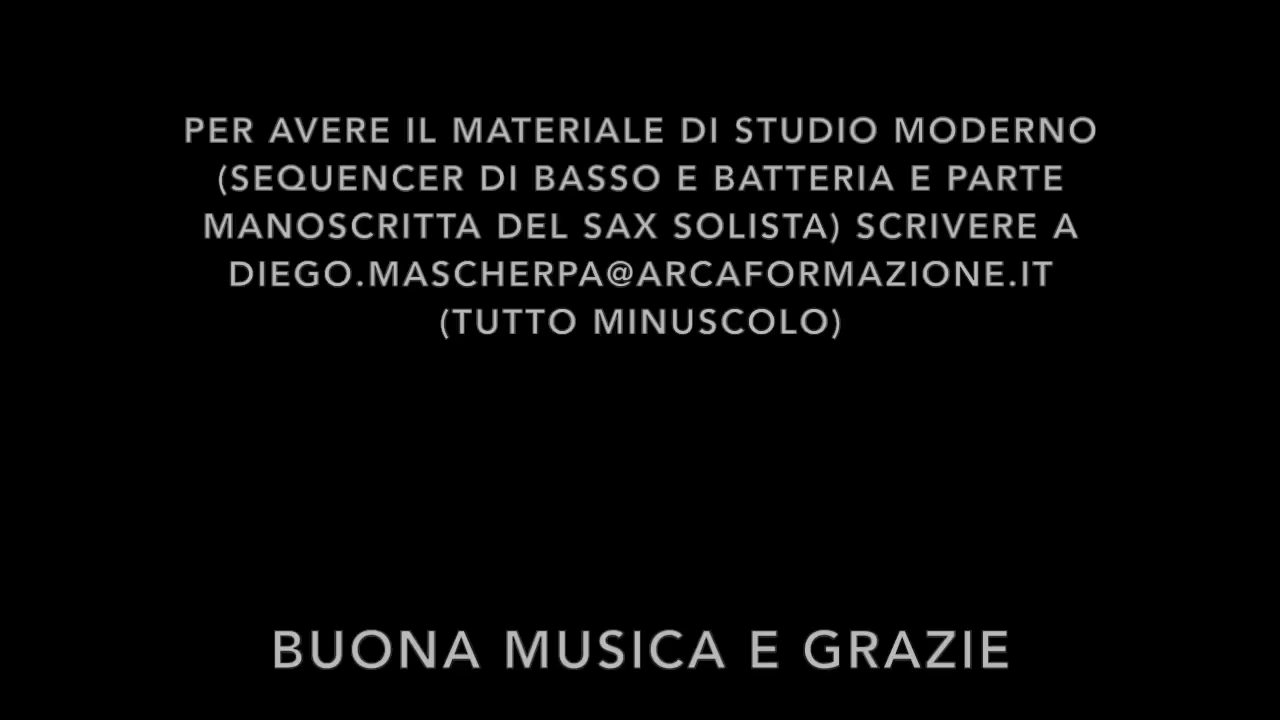 PER AVERE IL MATERIALE DI STUDIO MODERNO
(SEQUENCER DI BASSO E BATTERIA E PARTE
MANOSCRITTA DEL SAX SOLISTA) SCRIVERE A
DIEGO.MASCHERPA@ARCAFORMAZIONE.IT
(TUTTO MINUSCOLO)
BUONA MUSICA E GRAZIE